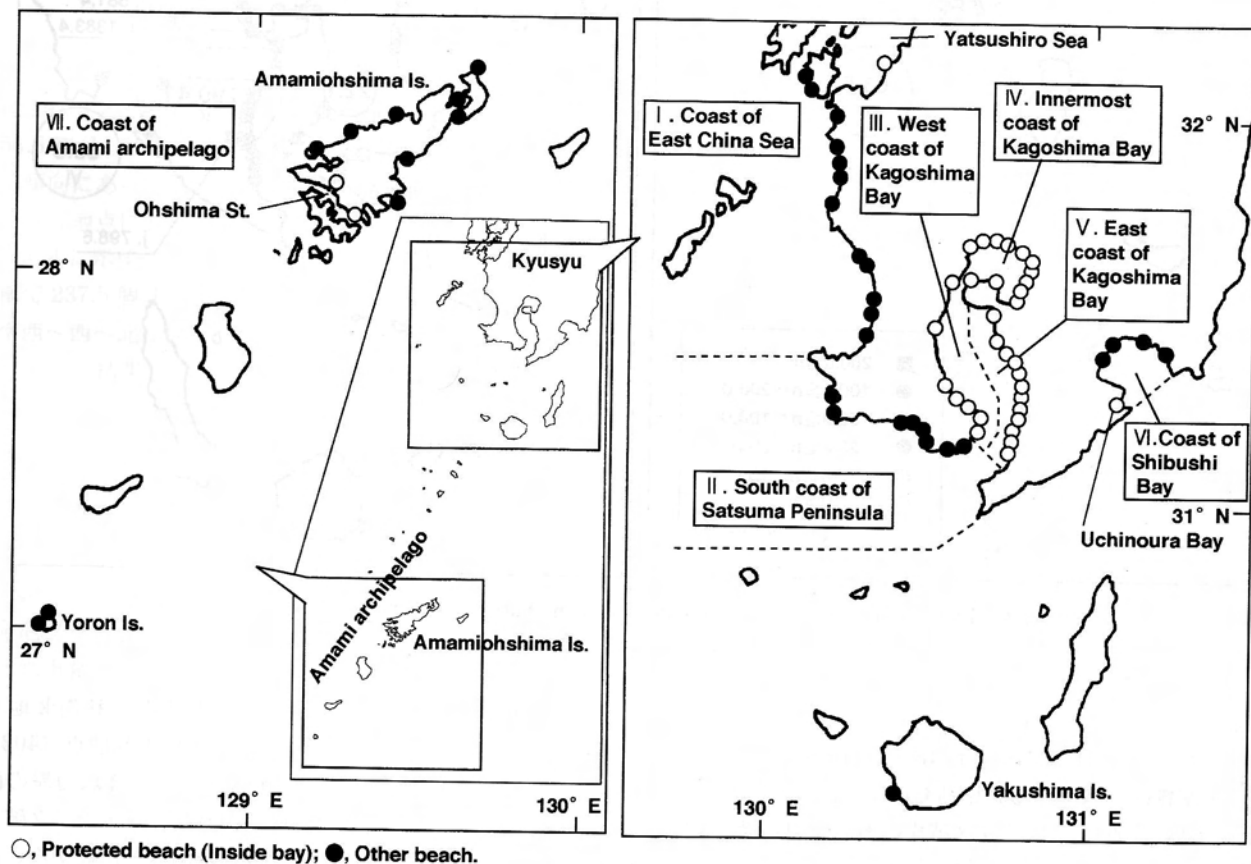 Amamiohshima Is.
VII. Coast of
Amami archipelago
Ohshima St.
28° N
Kyusyu
Amami archipelago
Amamiohshima Is.
Yoron Is.
27° N
129° E
130° E
Yatsushiro Sea
I. Coast of
East China Sea
III. West
coast of
Kagoshima
Bay
IV. Innermost
coast of
Kagoshima Bay
32° N
V. East
coast of
Kagoshima
Bay
II. South coast of
Satsuma Peninsula
VI.Coast of
Shibushi
Bay
31° N
Uchinoura Bay
Yakushima Is.
130° E
131° E
○, Protected beach (Inside bay); ●, Other beach.